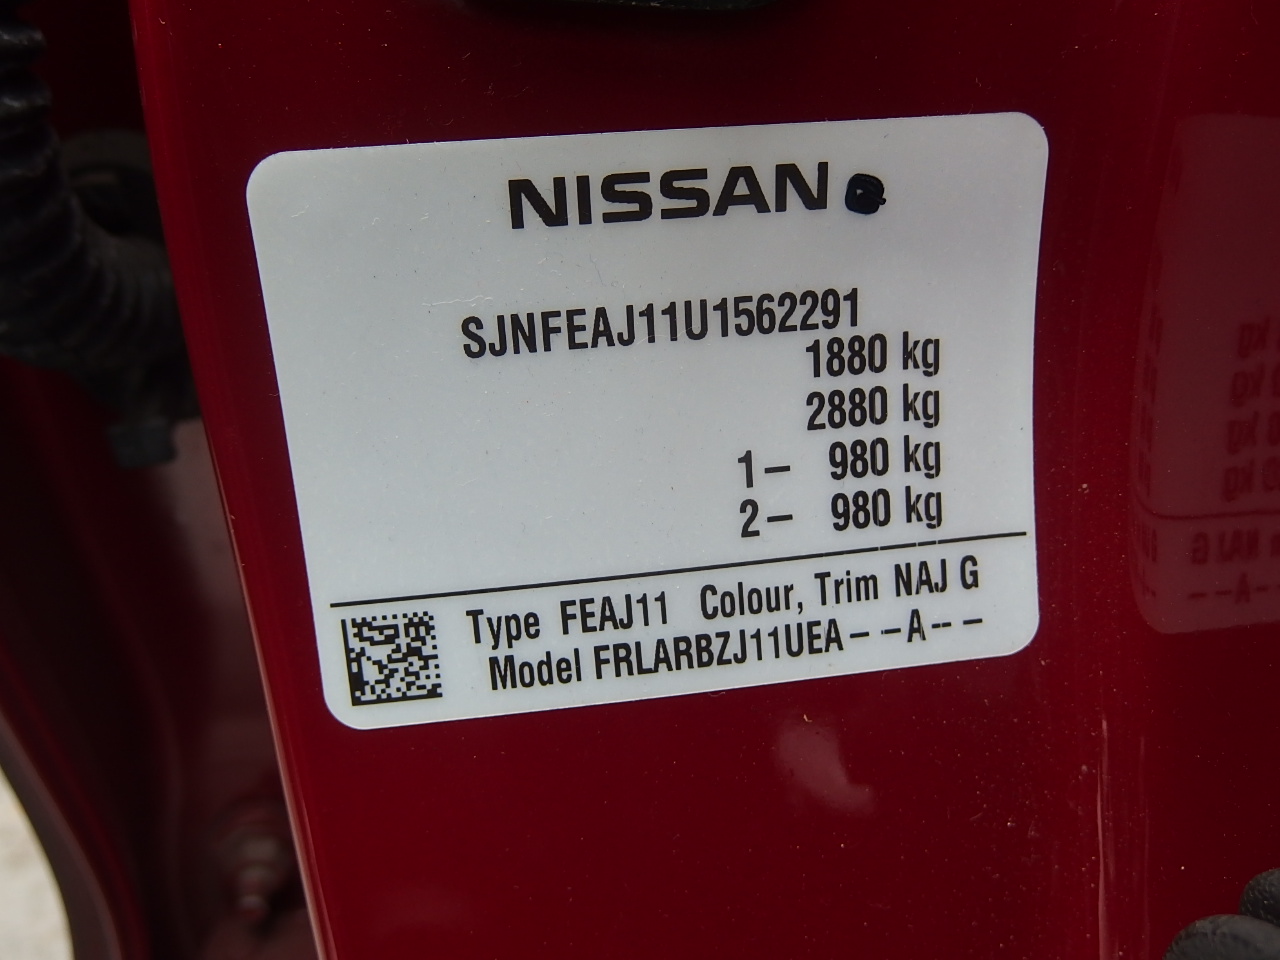 NISSAN
SJNFEAJ11U1562291
1880 kg
2880 kg
1- 980 kg
2- 980 kg
Type FEAJ11 Colour, Trim NAJ G
Model FRLARBZJ11UEA--A--